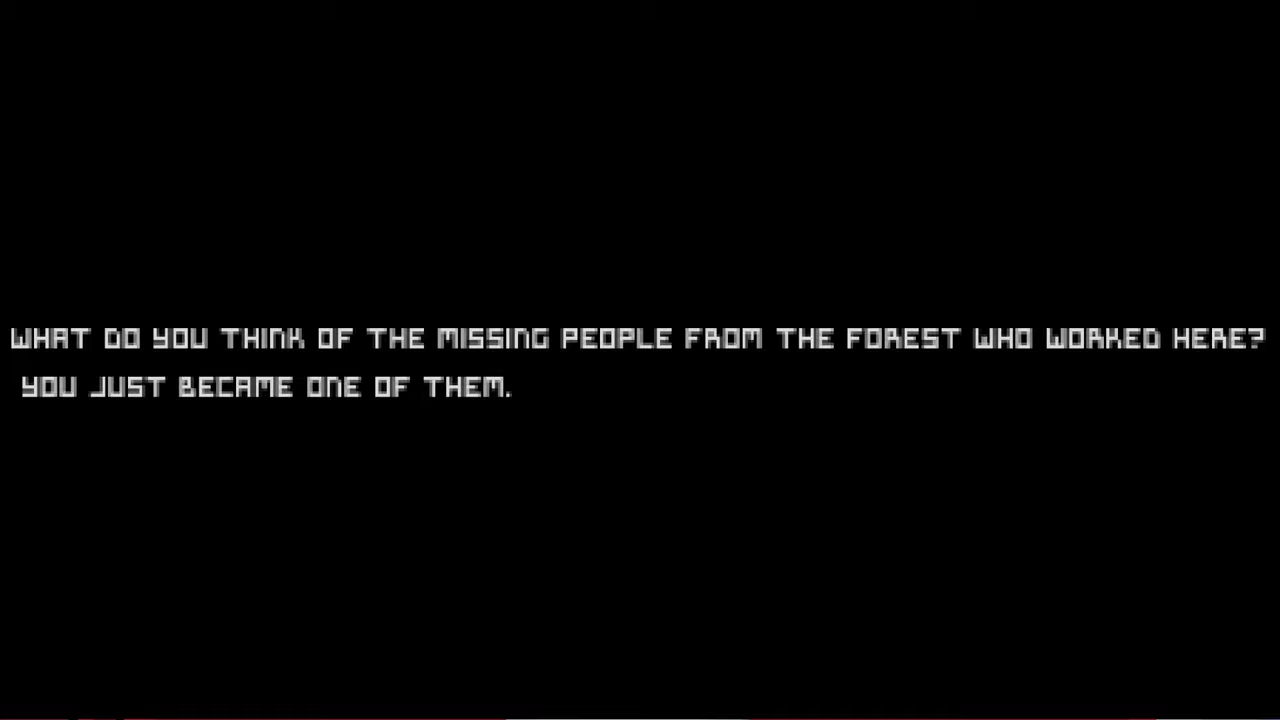 WHAT DO YOU THINK OF THE MISSING PEOPLE FROM THE FOREST WHO WORKED HERE?
YOU JUST BECAME ONE OF THEM.